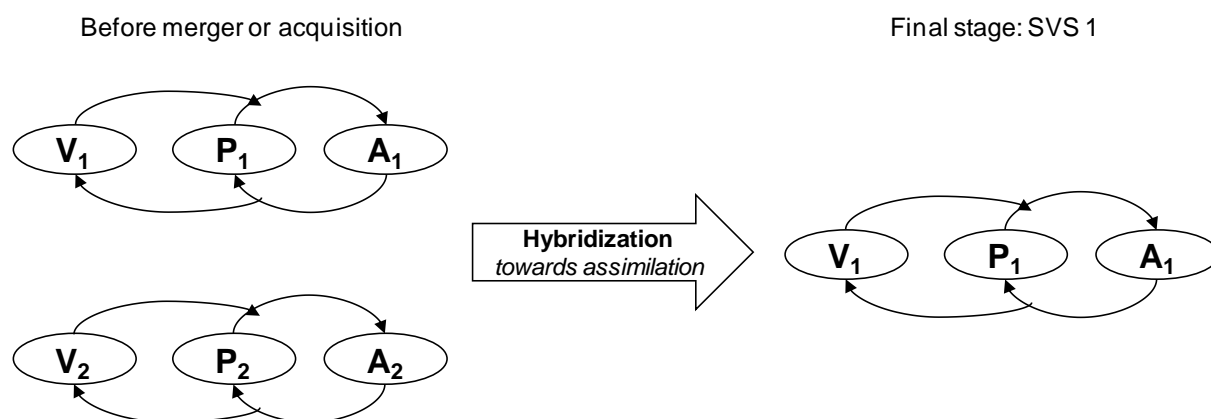 Before merger or acquisition
Final stage: SVS 1
V₁ P₁ A₁
Hybridization
towards assimilation
V₁ P₁ A₁
V₂ P₂ A₂